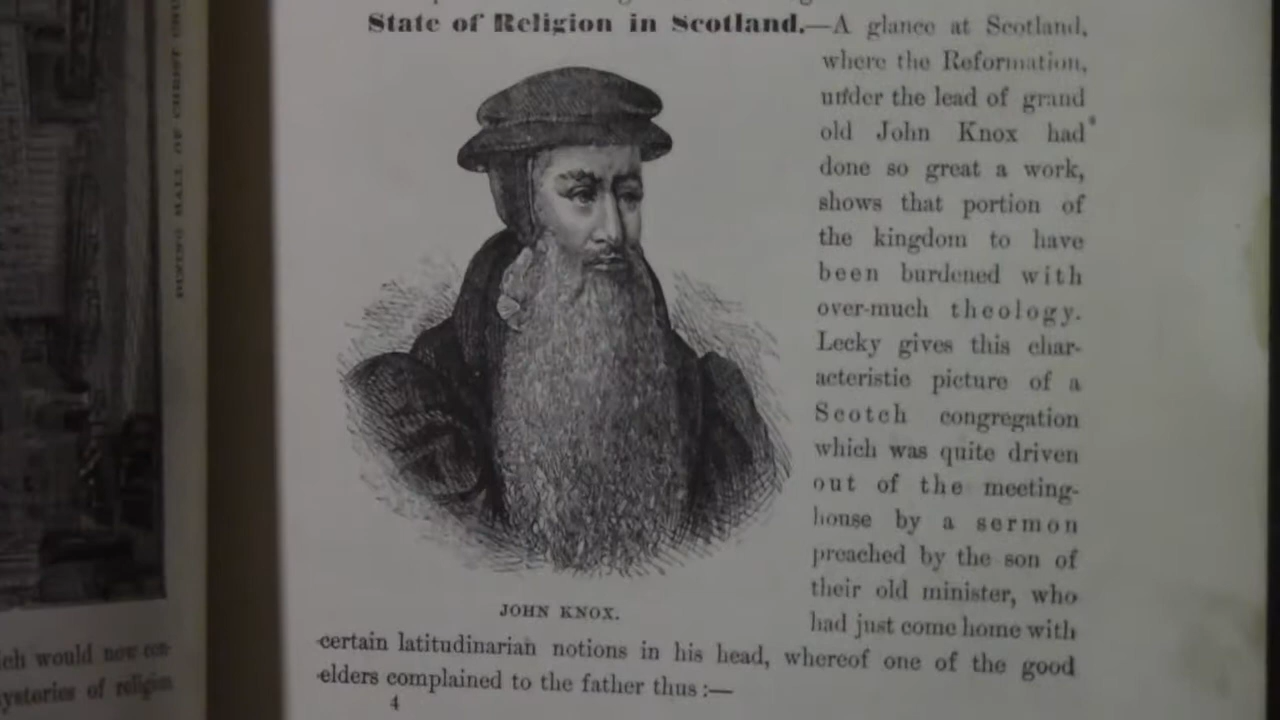 DINING HALL OF CHRIST
ich would now con-
ysteries of religion
State of Religion in Scotland.—A glance at Scotland,
where the Reformation,
under the lead of grand
old John Knox had
done so great a work,
shows that portion of
the kingdom to have
been burdened with
over-much theology.
Lecky gives this char-
acteristic picture of a
Scotch congregation
which was quite driven
out of the meeting-
house by a sermon
preached by the son of
their old minister, who
had just come home with
JOHN KNOX.
certain latitudinarian notions in his head, whereof one of the good
elders complained to the father thus:—
4